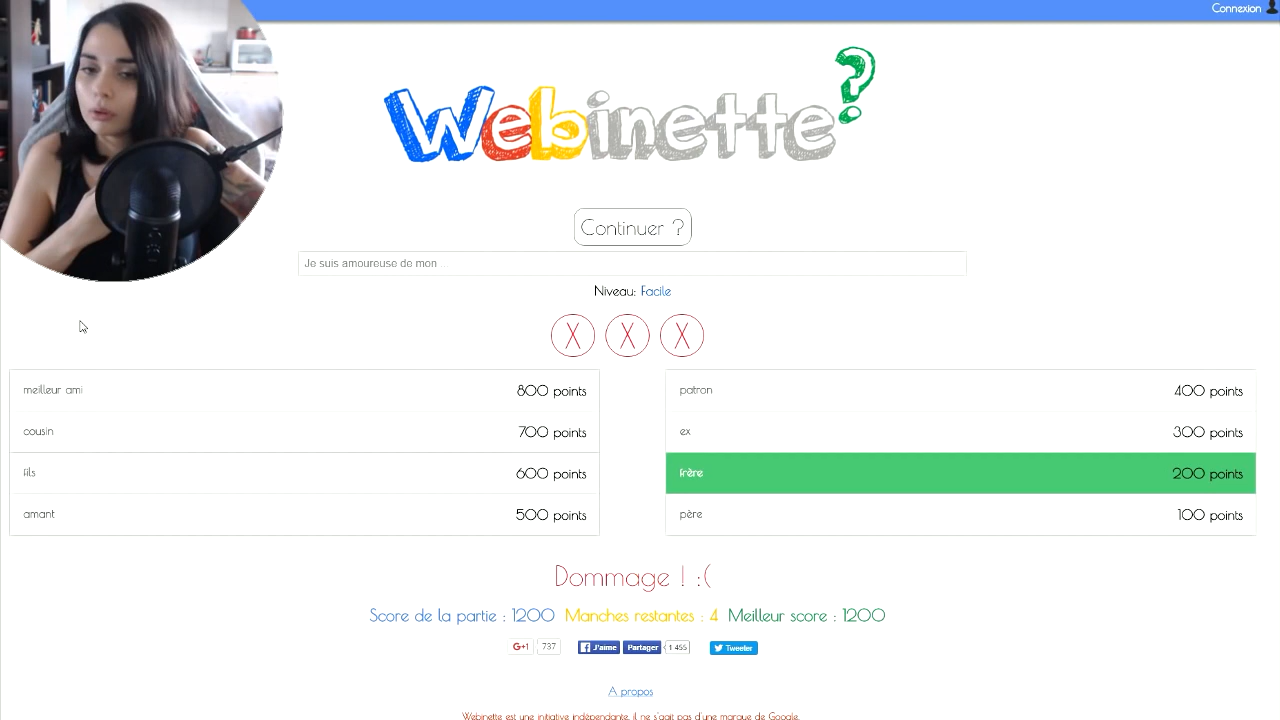 Connexion
Webinette?
Continuer ?
Je suis amoureuse de mon
Niveau: Facile
X X X
meilleur ami 800 points
cousin 700 points
fils 600 points
amant 500 points
patron 400 points
ex 300 points
frère 200 points
père 100 points
Dommage ! :(
Score de la partie : 1200 Manches restantes : 4 Meilleur score : 1200
G+1 737 J'aime Partager 1 455 Tweeter
A propos
Webinette est une initiative indépendante, il ne s'agit pas d'une marque de Google.